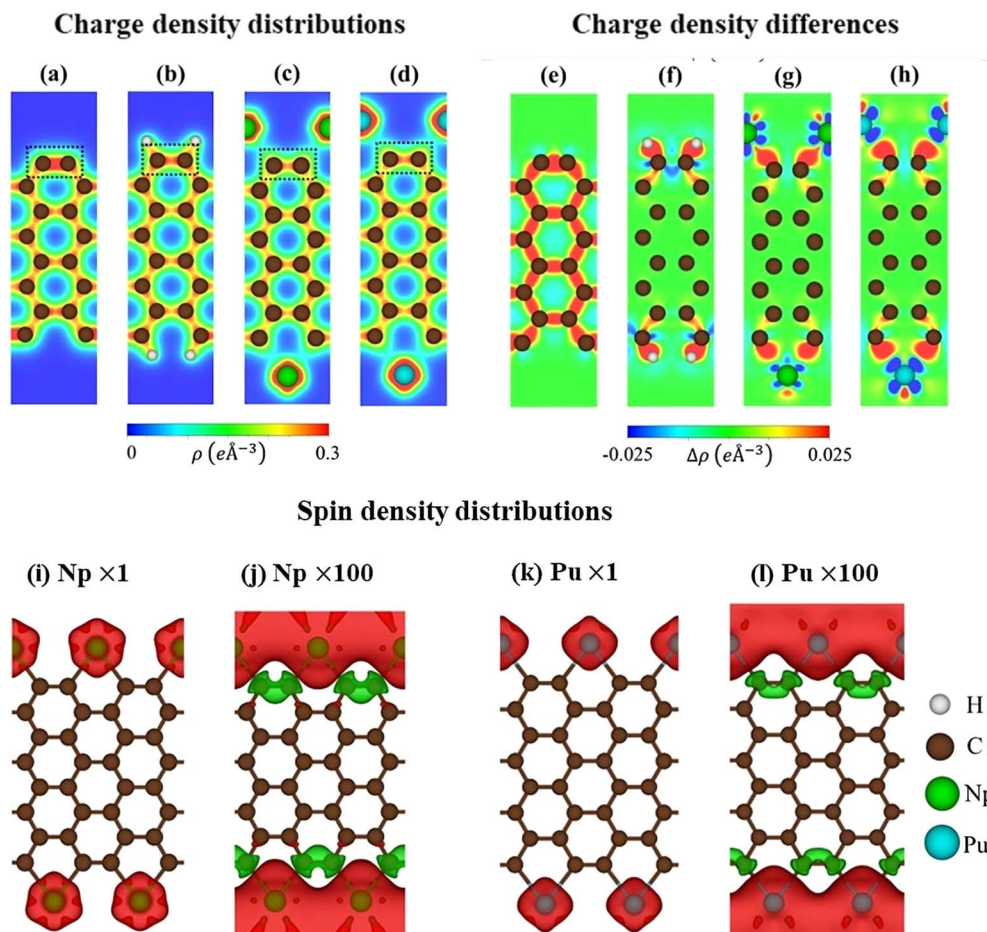 Charge density distributions
Charge density differences
(a) (b) (c) (d) (e) (f) (g) (h)
0 ρ (eÅ⁻³) 0.3
-0.025 Δρ (eÅ⁻³) 0.025
Spin density distributions
(i) Np ×1 (j) Np ×100 (k) Pu ×1 (l) Pu ×100
H
C
Np
Pu